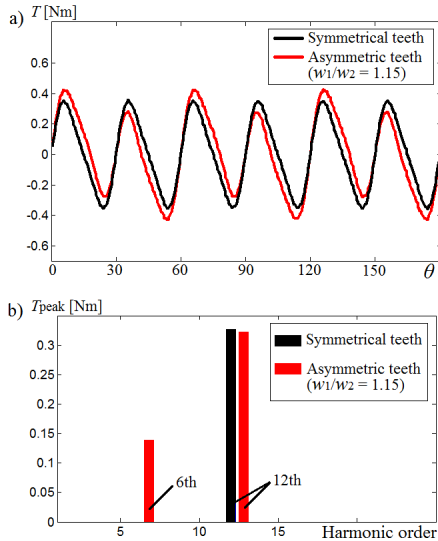 a)
T [Nm]
Symmetrical teeth
Asymmetric teeth
(w1/w2 = 1.15)
0.6
0.4
0.2
0
-0.2
-0.4
-0.6
0 30 60 90 120 150 θ
b)
Tpeak [Nm]
Symmetrical teeth
Asymmetric teeth
(w1/w2 = 1.15)
0.3
0.25
0.2
0.15
0.1
0.05
0
6th
12th
5 10 15
Harmonic order